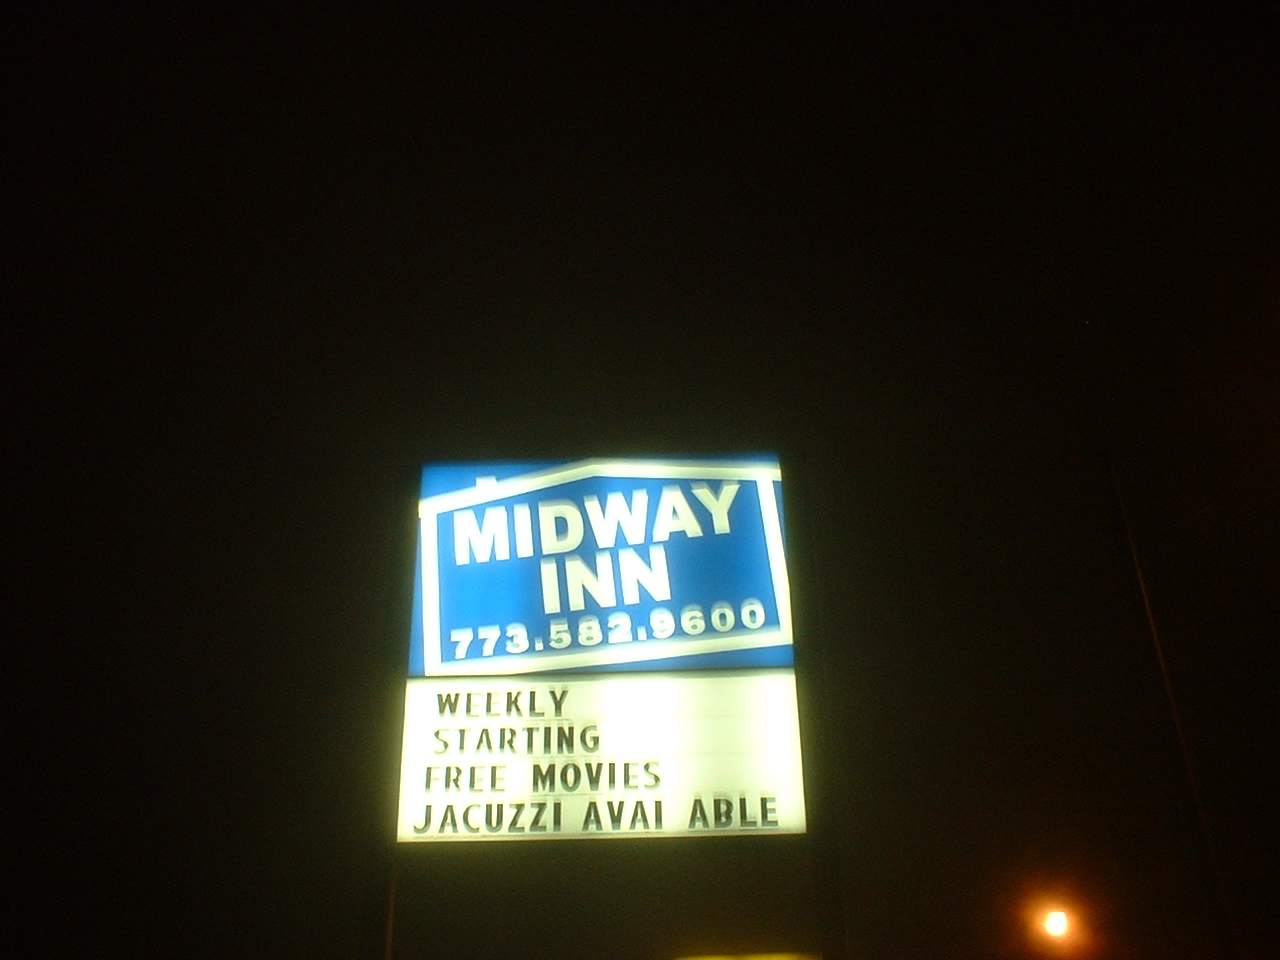 MIDWAY
INN
773.582.9600
WEEKLY
STARTING
FREE MOVIES
JACUZZI AVAI ABLE